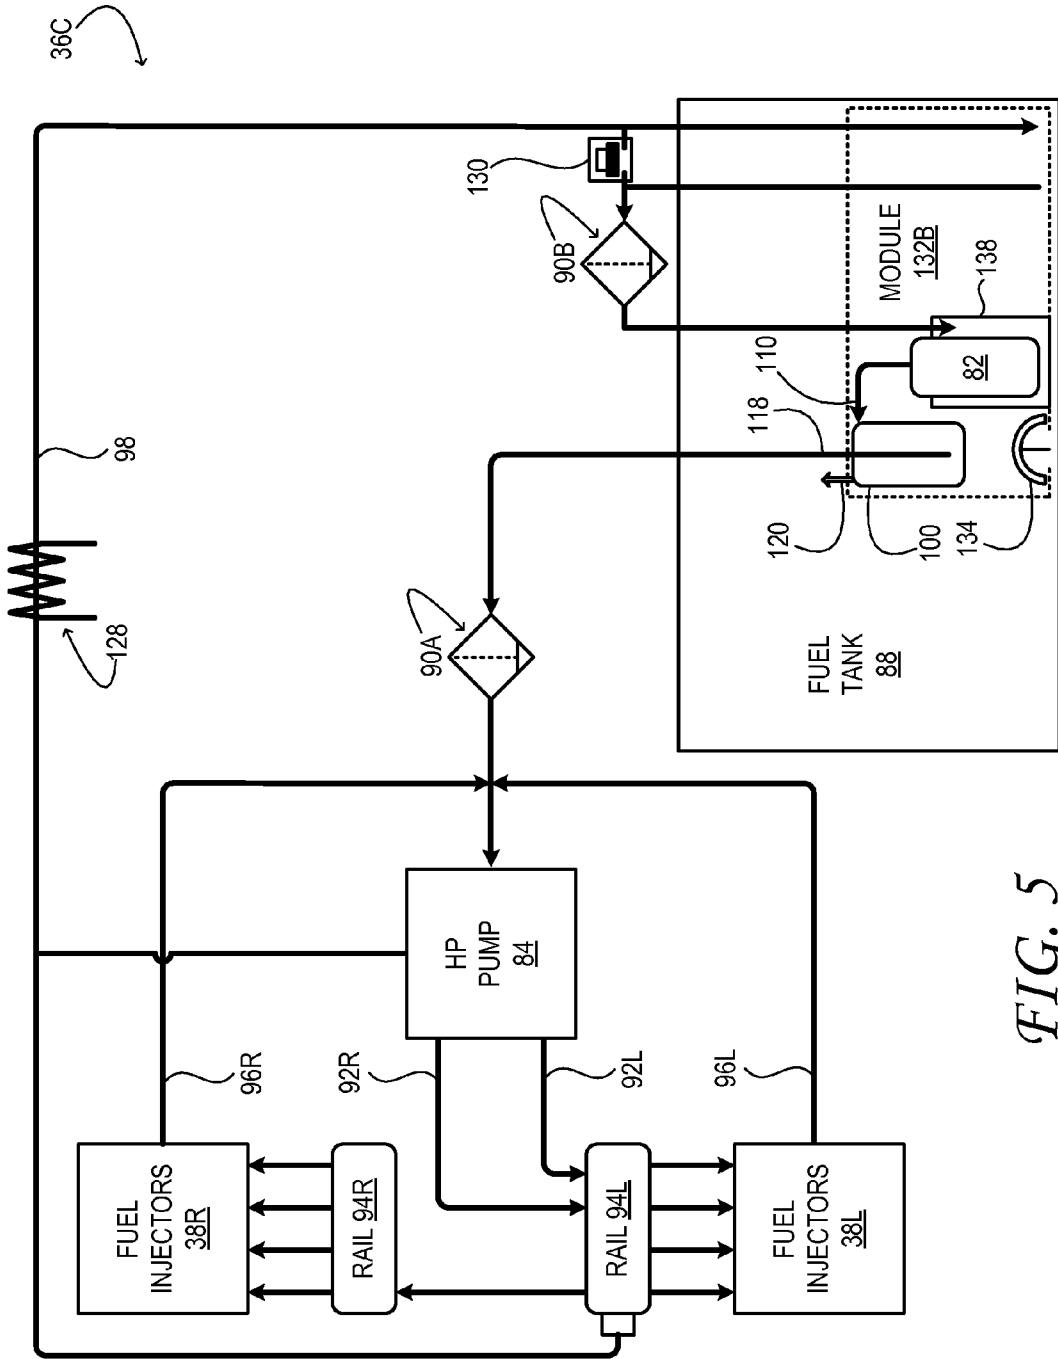 36C
98
128
130
90B
90A
96R
92R
92L
96L
HP
PUMP
84
FUEL
INJECTORS
38R
RAIL 94R
RAIL 94L
FUEL
INJECTORS
38L
FUEL
TANK
88
MODULE
132B
138
82
110
118
120
100
134
FIG. 5